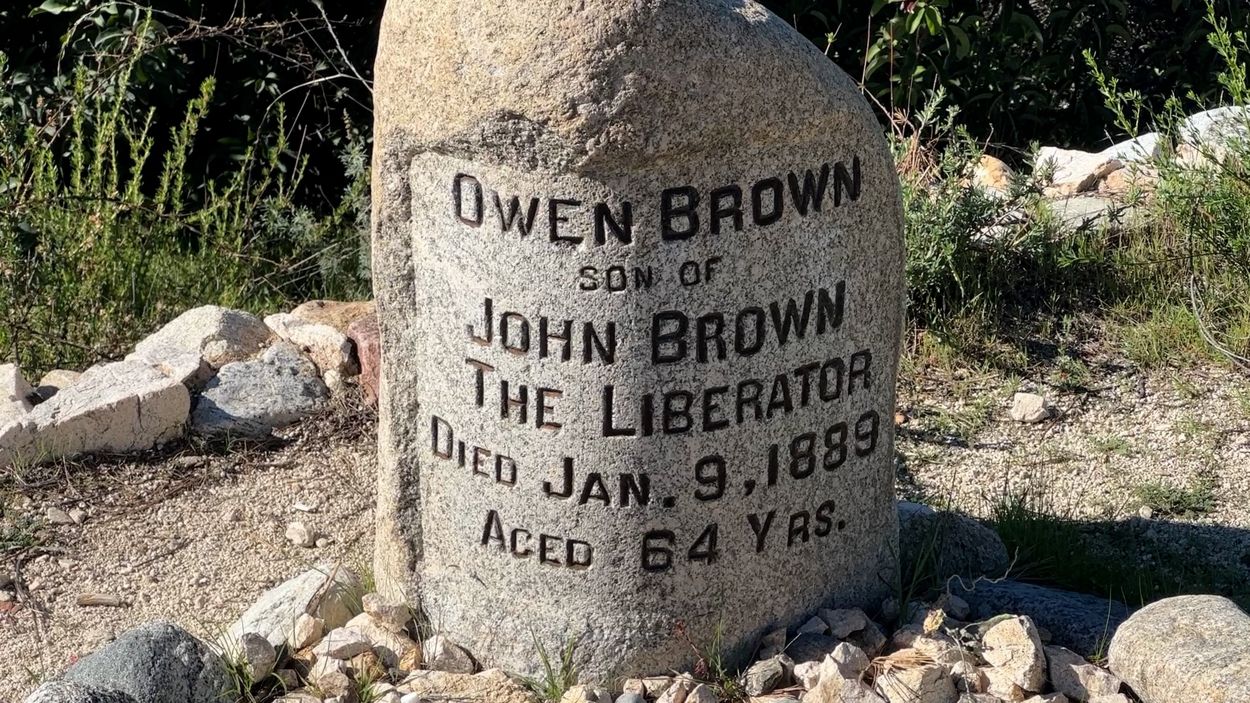 OWEN BROWN
SON OF
JOHN BROWN
THE LIBERATOR
DIED JAN. 9, 1889
AGED 64 YRS.